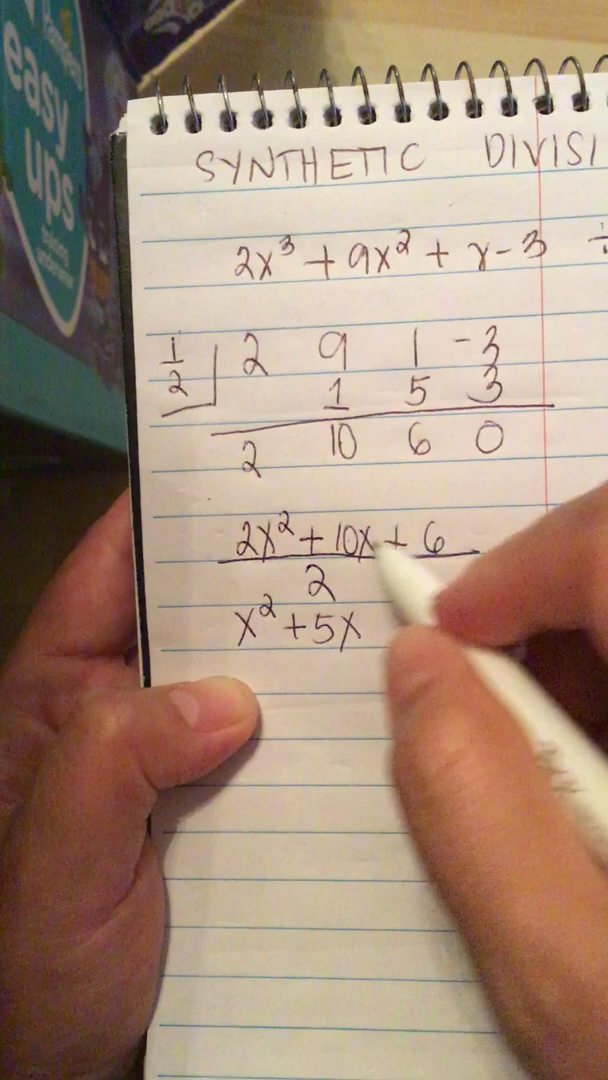 Pampers
easy
ups
SYNTHETIC DIVISI
2x³ + 9x² + x - 3 ÷
1/2 2 9 1 -3
1 5 3
2 10 6 0
2x² + 10x + 6
2
x² + 5x